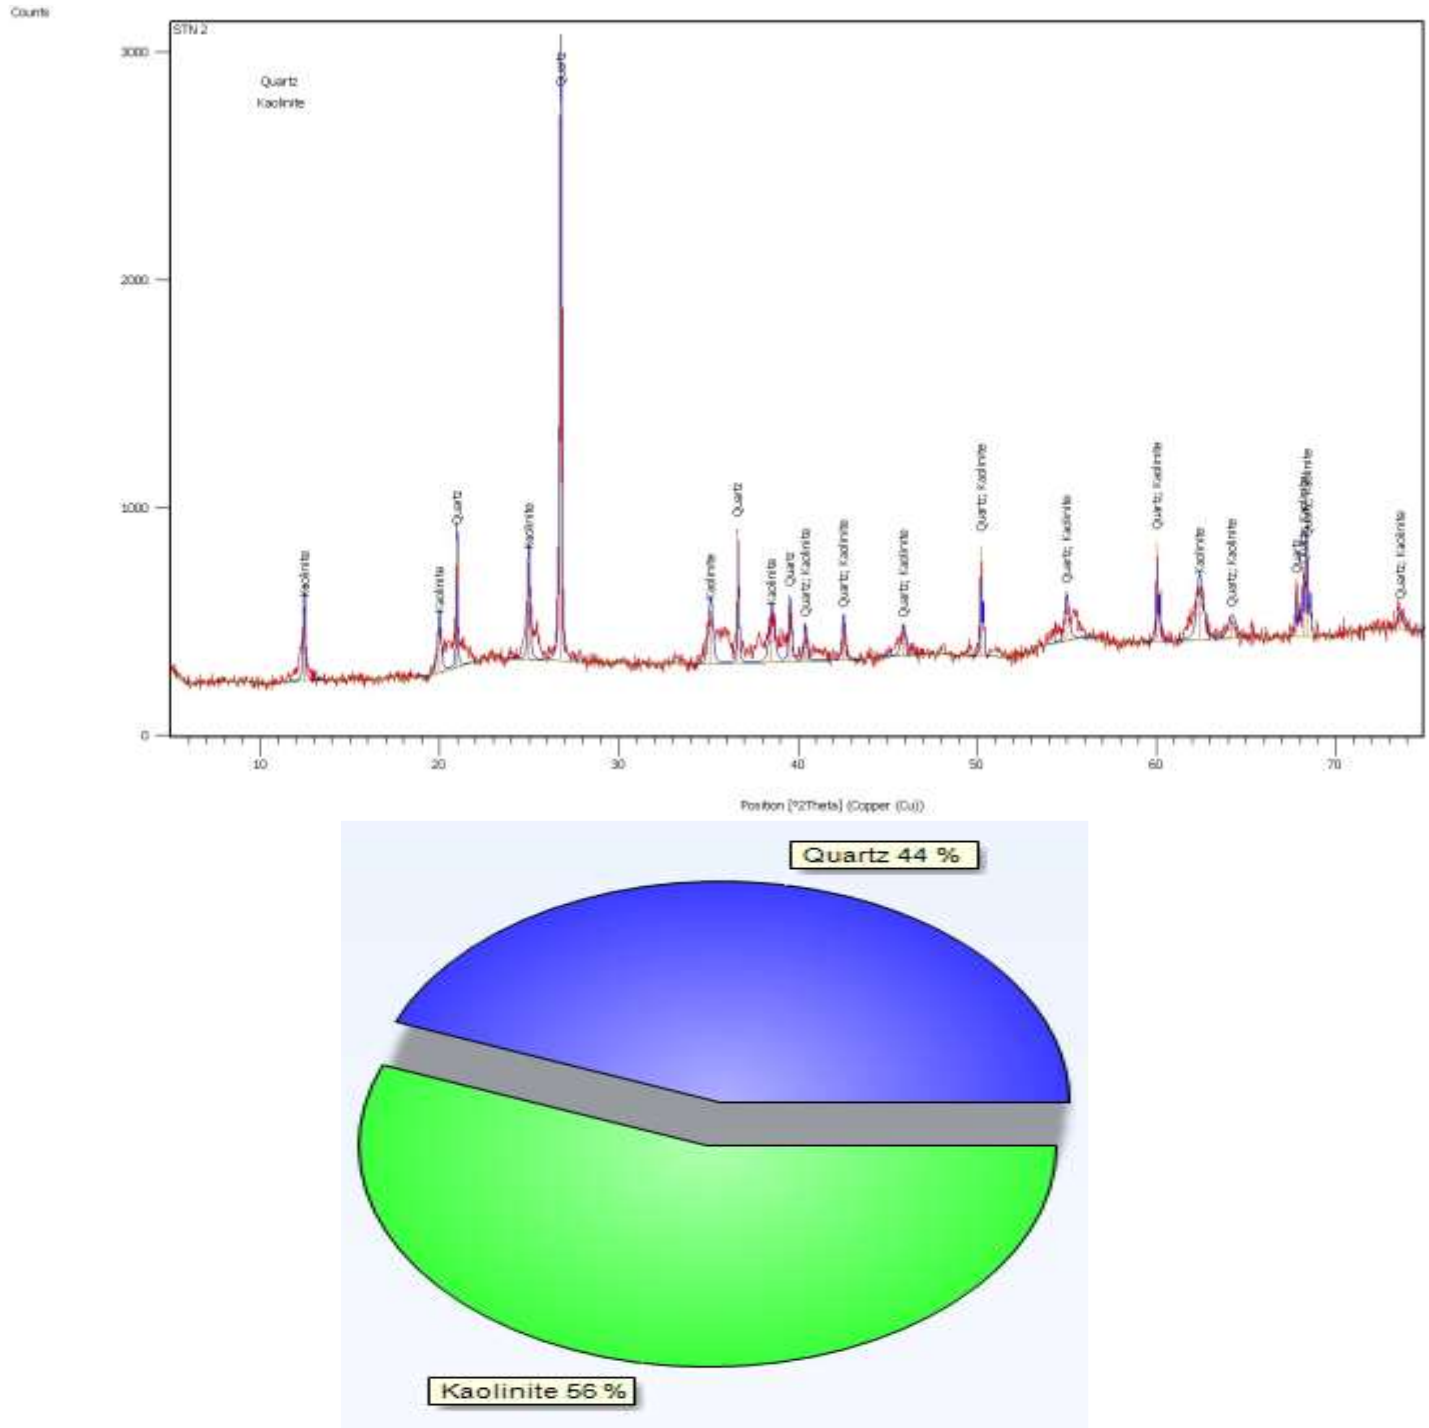 Counts
STN 2
3000
Quartz
Kaolinite
2000
1000
0
Kaolinite
Kaolinite
Quartz
Kaolinite
Quartz
Kaolinite
Quartz
Kaolinite
Quartz
Quartz; Kaolinite
Quartz; Kaolinite
Quartz; Kaolinite
Quartz; Kaolinite
Quartz; Kaolinite
Quartz; Kaolinite
Kaolinite
Quartz; Kaolinite
Quartz
Quartz; Kaolinite
10
20
30
40
50
60
70
Position [°2Theta] (Copper (Cu))
Quartz 44 %
Kaolinite 56 %